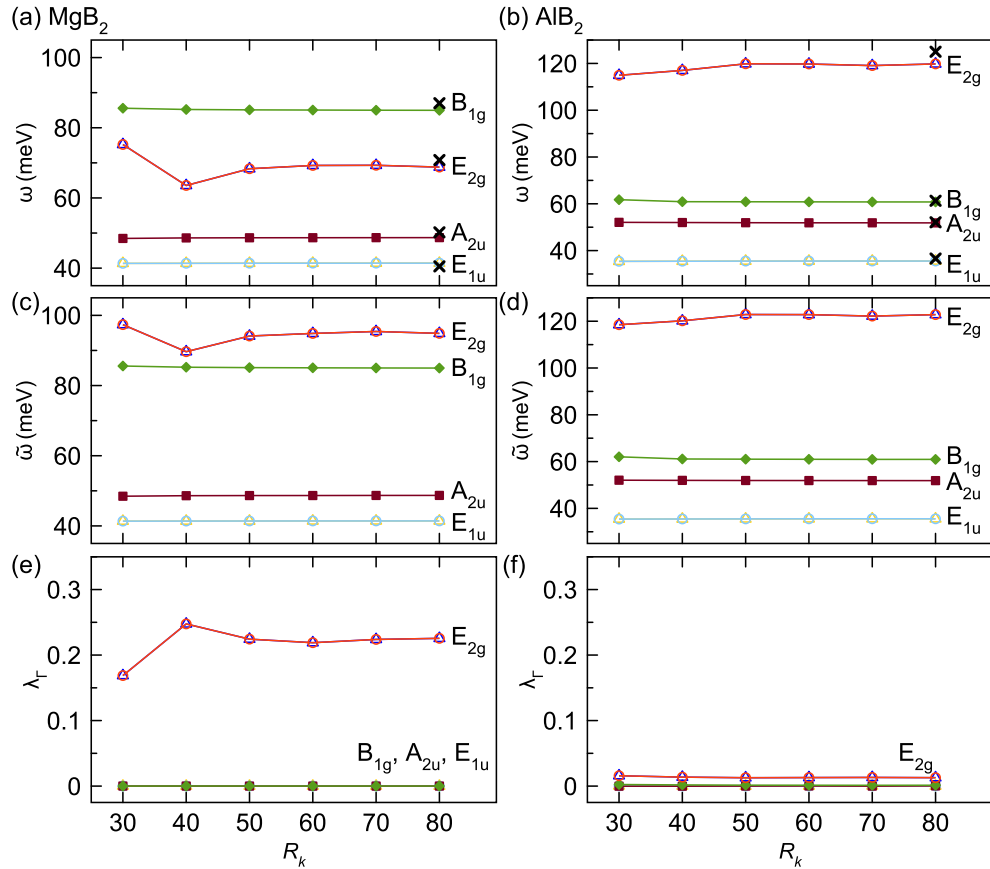 (a) MgB₂
100
80
60
40
ω (meV)
B₁g
E₂g
A₂u
E₁u
(b) AlB₂
120
100
80
60
40
ω (meV)
E₂g
B₁g
A₂u
E₁u
(c)
100
80
60
40
ω̃ (meV)
E₂g
B₁g
A₂u
E₁u
(d)
120
100
80
60
40
ω̃ (meV)
E₂g
B₁g
A₂u
E₁u
(e)
0.3
0.2
0.1
0
λΓ
E₂g
B₁g, A₂u, E₁u
30 40 50 60 70 80
Rk
(f)
0.3
0.2
0.1
0
λΓ
E₂g
30 40 50 60 70 80
Rk